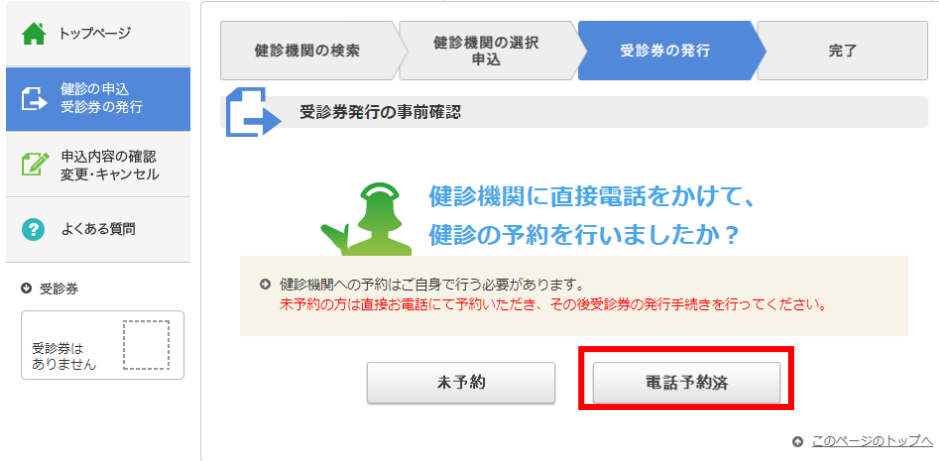 トップページ
健診の申込
受診券の発行
申込内容の確認
変更・キャンセル
?
よくある質問
受診券
受診券は
ありません
健診機関の検索
健診機関の選択
申込
受診券の発行
完了
受診券発行の事前確認
健診機関に直接電話をかけて、
健診の予約を行いましたか？
健診機関への予約はご自身で行う必要があります。
未予約の方は直接お電話にて予約いただき、その後受診券の発行手続きを行ってください。
未予約
電話予約済
このページのトップへ